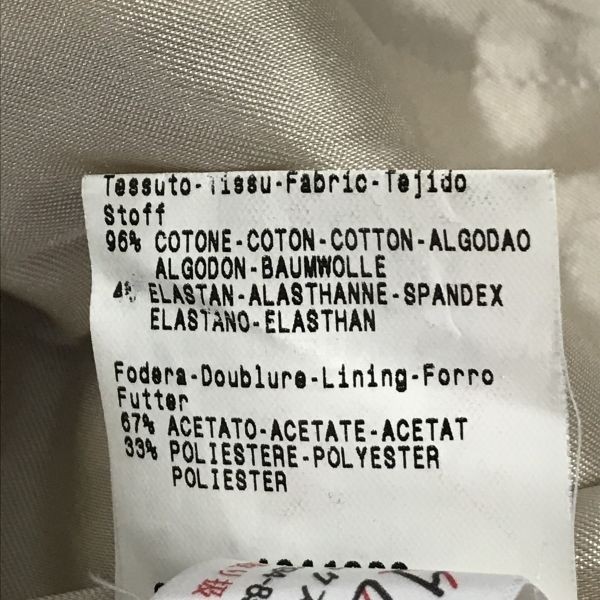 Tessuto-Tissu-Fabric-Tejido
Stoff
96% COTONE-COTON-COTTON-ALGODAO
ALGODON-BAUMWOLLE
4% ELASTAN-ALASTHANNE-SPANDEX
ELASTANO-ELASTHAN
Fodera-Doublure-Lining-Forro
Futter
67% ACETATO-ACETATE-ACETAT
33% POLIESTERE-POLYESTER
POLIESTER